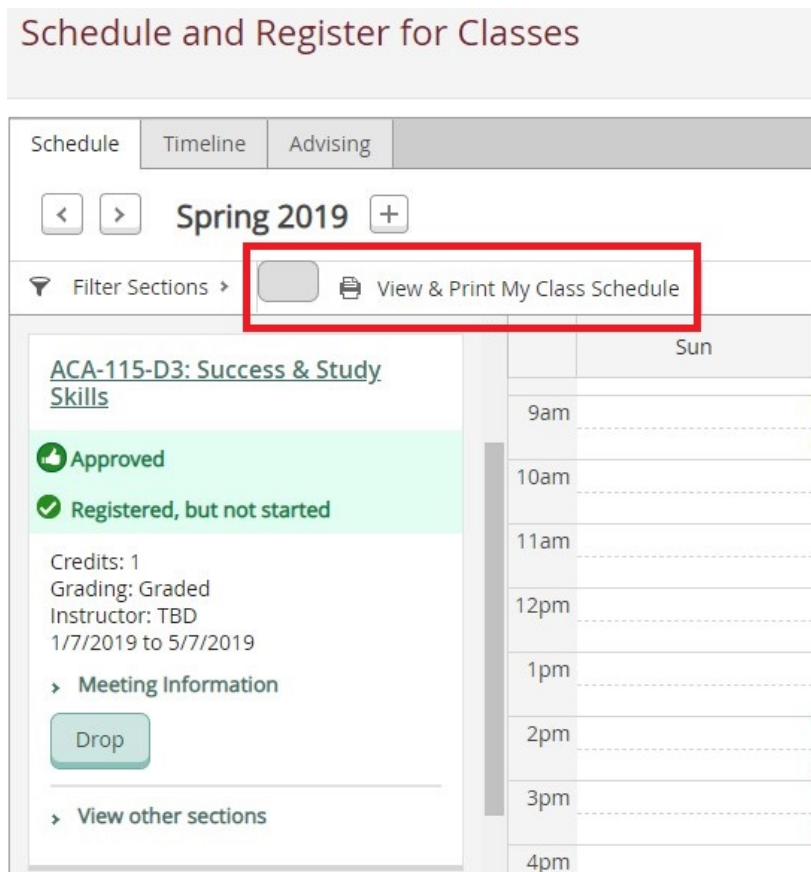 Schedule and Register for Classes
Schedule
Timeline
Advising
Spring 2019
Filter Sections
View & Print My Class Schedule
ACA-115-D3: Success & Study
Skills
Approved
Registered, but not started
Credits: 1
Grading: Graded
Instructor: TBD
1/7/2019 to 5/7/2019
Meeting Information
Drop
View other sections
Sun
9am
10am
11am
12pm
1pm
2pm
3pm
4pm